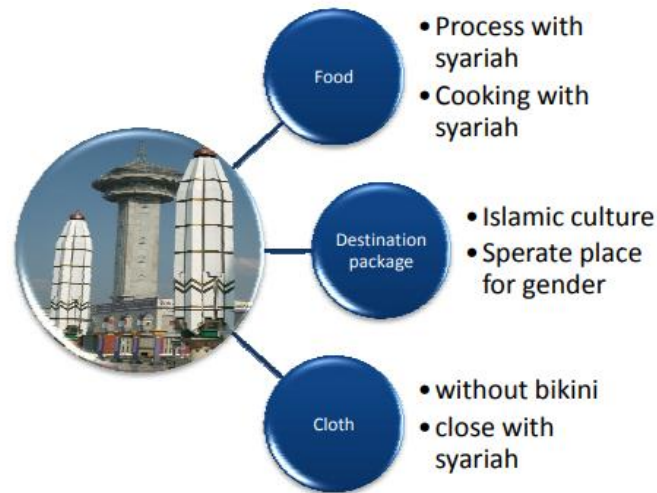 Food
• Process with
syariah
• Cooking with
syariah
Destination
package
• Islamic culture
• Sperate place
for gender
Cloth
• without bikini
• close with
syariah